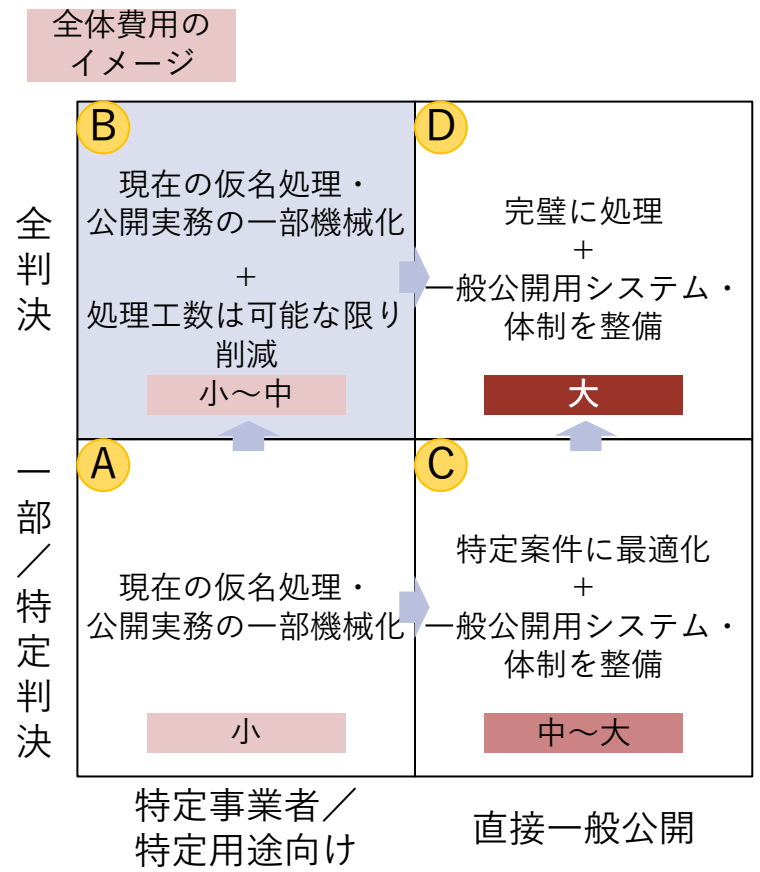 全体費用の
イメージ
全判決
B
現在の仮名処理・
公開実務の一部機械化
+
処理工数は可能な限り
削減
小～中
D
完璧に処理
+
一般公開用システム・
体制を整備
大
一部／特定判決
A
現在の仮名処理・
公開実務の一部機械化
小
C
特定案件に最適化
+
一般公開用システム・
体制を整備
中～大
特定事業者／
特定用途向け
直接一般公開